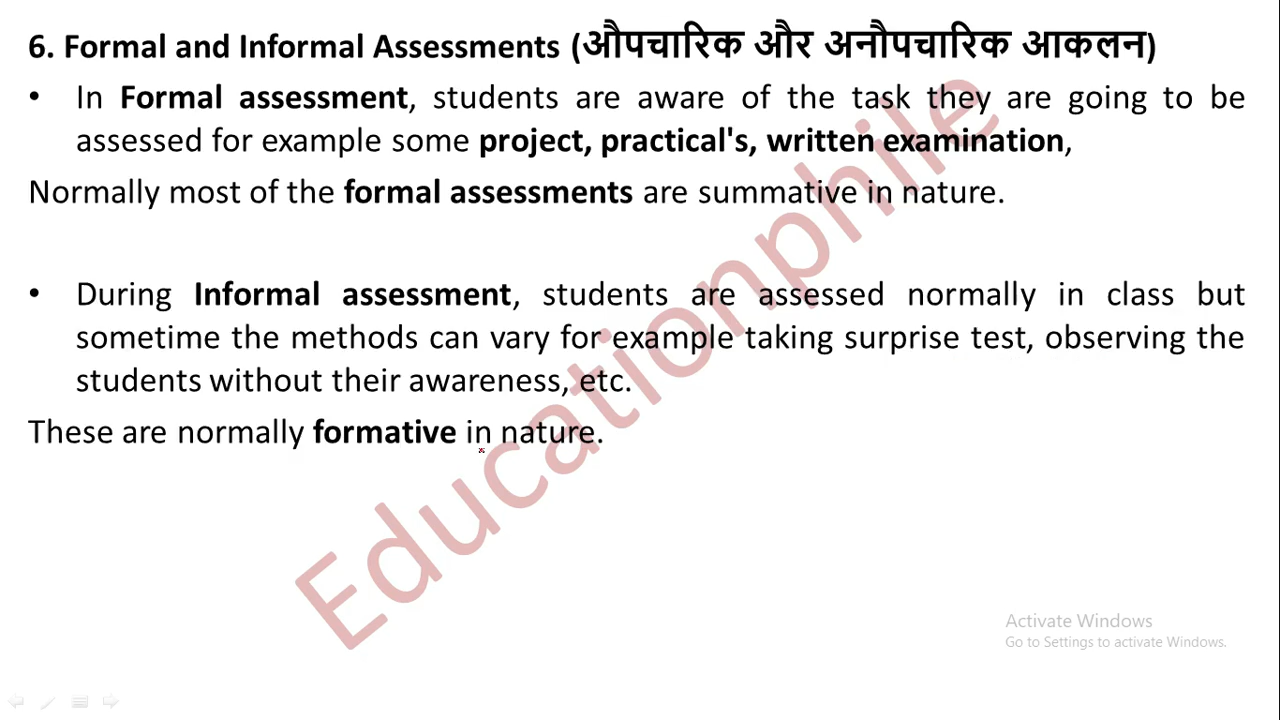 6. Formal and Informal Assessments (औपचारिक और अनौपचारिक आकलन)
• In Formal assessment, students are aware of the task they are going to be
assessed for example some project, practical's, written examination,
Normally most of the formal assessments are summative in nature.
• During Informal assessment, students are assessed normally in class but
sometime the methods can vary for example taking surprise test, observing the
students without their awareness, etc.
These are normally formative in nature.
Educationphile
Activate Windows
Go to Settings to activate Windows.